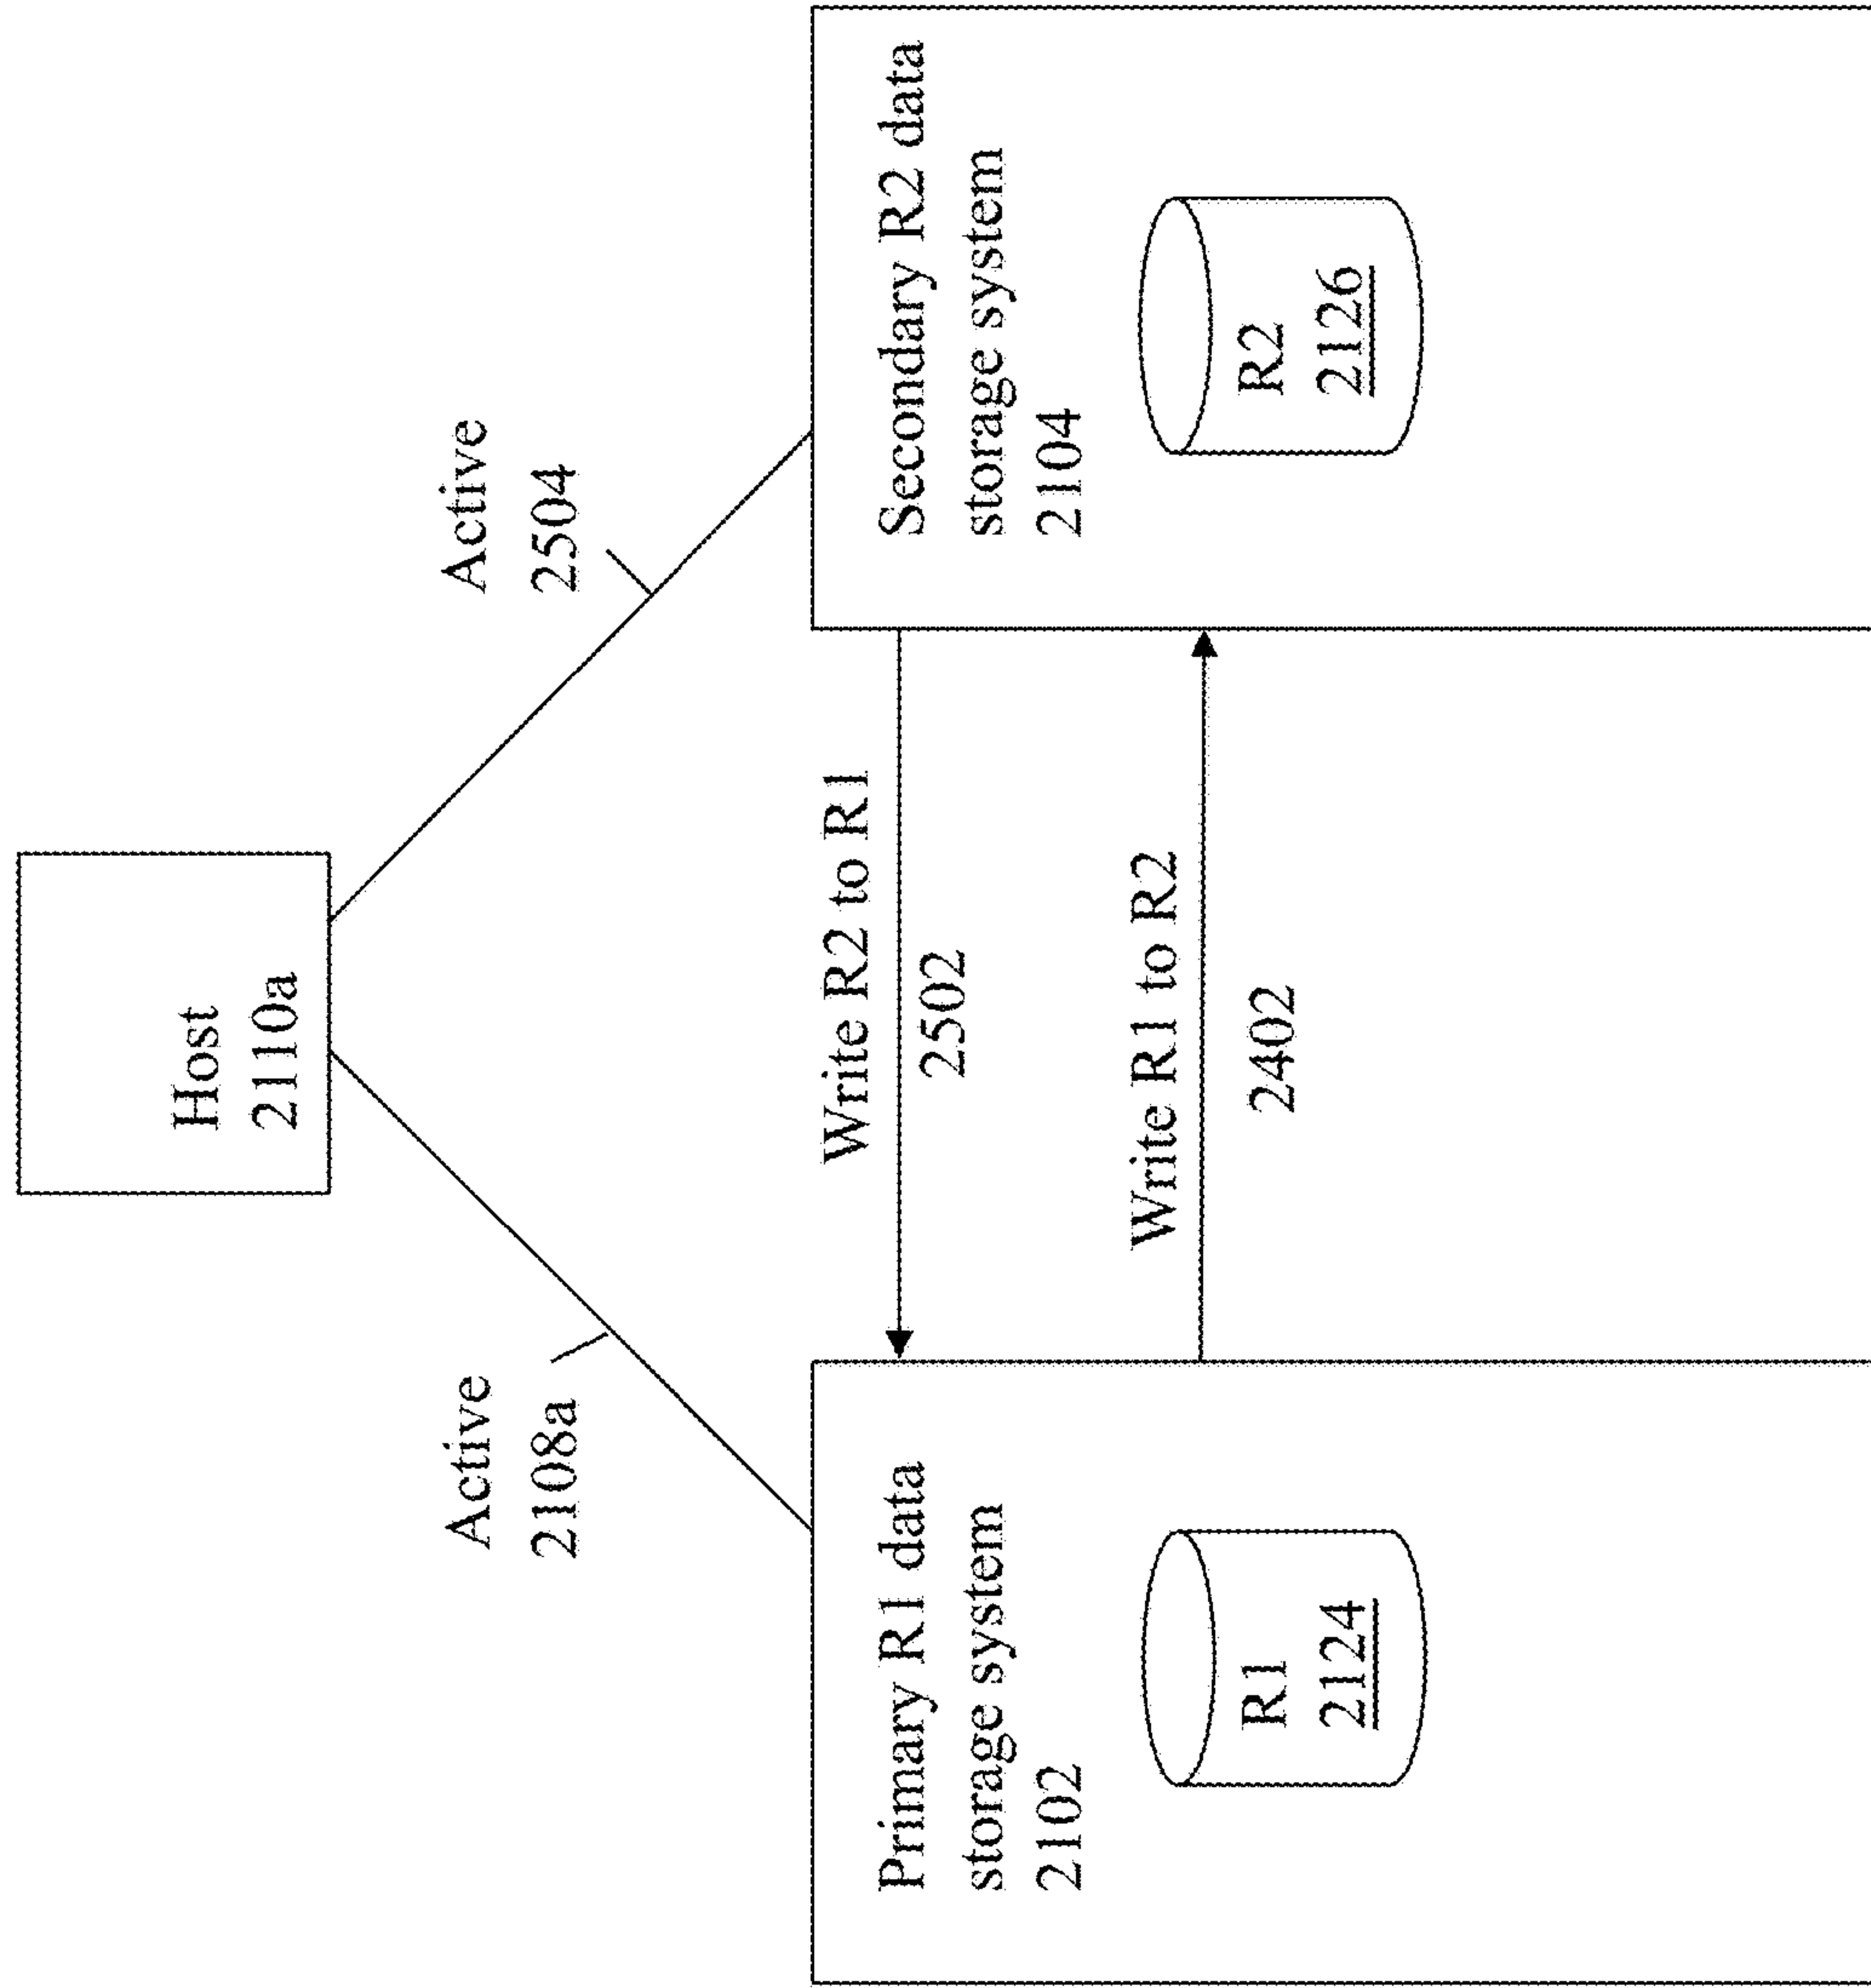 Host
2110a
Active
2108a
Active
2504
Primary R1 data
storage system
2102
R1
2124
Write R2 to R1
2502
Write R1 to R2
2402
Secondary R2 data
storage system
2104
R2
2126